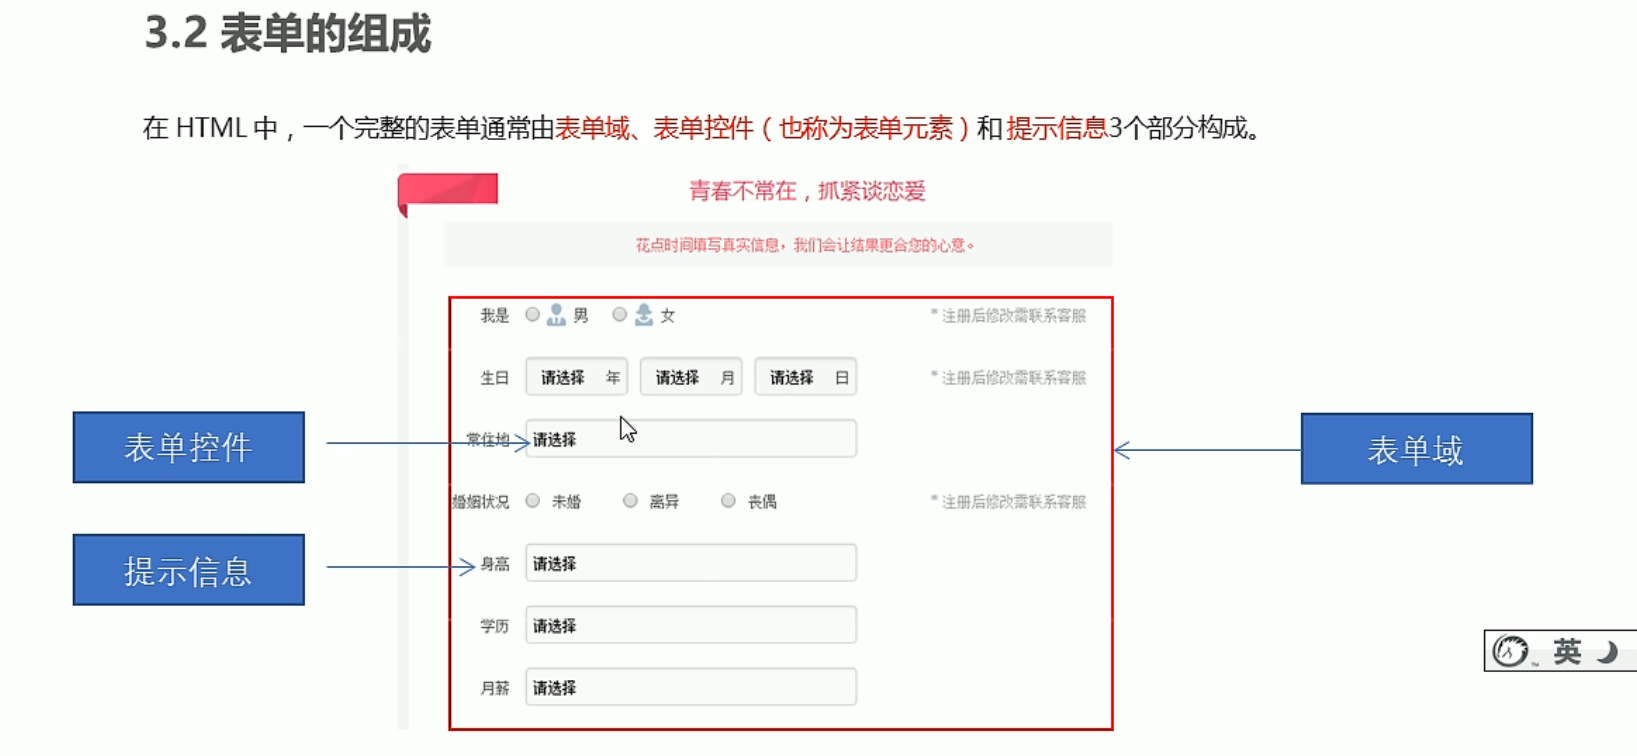 3.2 表单的组成
在 HTML 中，一个完整的表单通常由表单域、表单控件（也称为表单元素）和 提示信息3个部分构成。
青春不常在，抓紧谈恋爱
花点时间填写真实信息，我们会让结果更合您的心意。
我是 男 女 * 注册后修改需联系客服
生日 请选择 年 请选择 月 请选择 日 * 注册后修改需联系客服
表单控件 常住地 请选择 表单域
婚姻状况 未婚 离异 丧偶 * 注册后修改需联系客服
提示信息 身高 请选择
学历 请选择
英
月薪 请选择